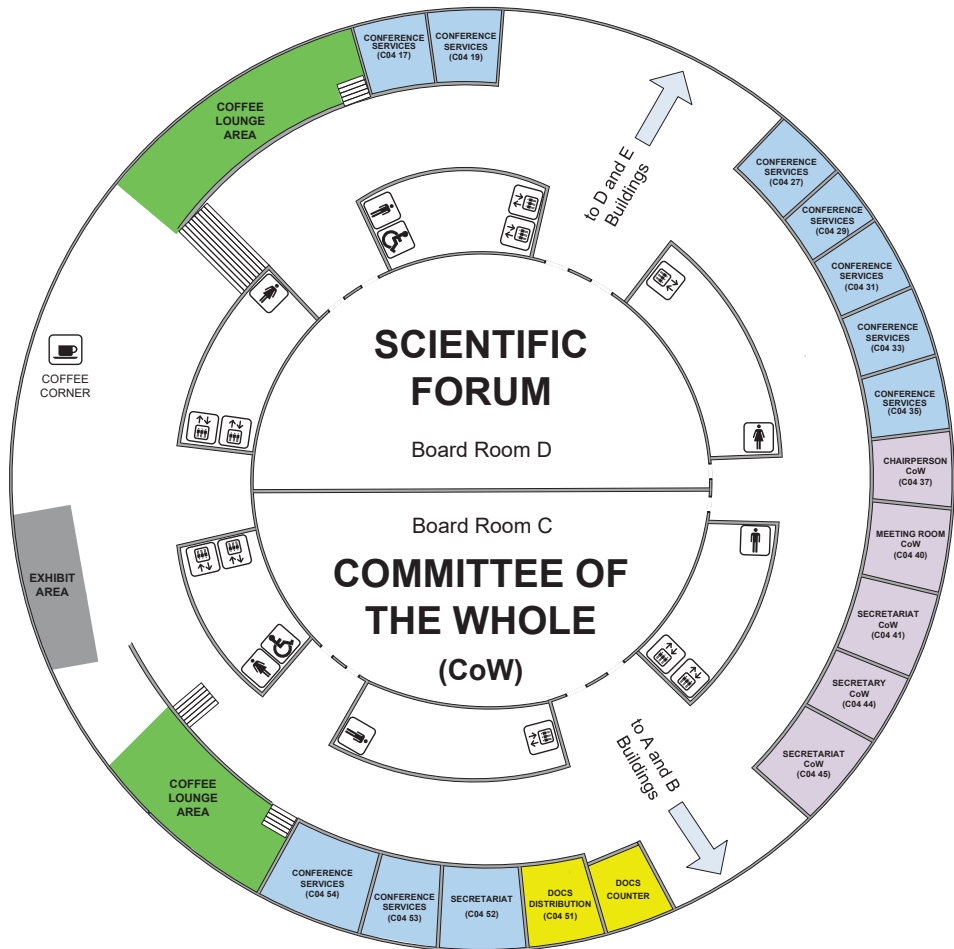 CONFERENCE
SERVICES
(C04 17)
CONFERENCE
SERVICES
(C04 19)
COFFEE
LOUNGE
AREA
to D and E
Buildings
CONFERENCE
SERVICES
(C04 27)
CONFERENCE
SERVICES
(C04 29)
CONFERENCE
SERVICES
(C04 31)
CONFERENCE
SERVICES
(C04 33)
CONFERENCE
SERVICES
(C04 35)
COFFEE
CORNER
SCIENTIFIC
FORUM
Board Room D
CHAIRPERSON
CoW
(C04 37)
Board Room C
COMMITTEE OF
THE WHOLE
(CoW)
MEETING ROOM
CoW
(C04 40)
EXHIBIT
AREA
SECRETARIAT
CoW
(C04 41)
SECRETARY
CoW
(C04 44)
SECRETARIAT
CoW
(C04 45)
to A and B
Buildings
COFFEE
LOUNGE
AREA
CONFERENCE
SERVICES
(C04 54)
CONFERENCE
SERVICES
(C04 53)
SECRETARIAT
(C04 52)
DOCS
DISTRIBUTION
(C04 51)
DOCS
COUNTER